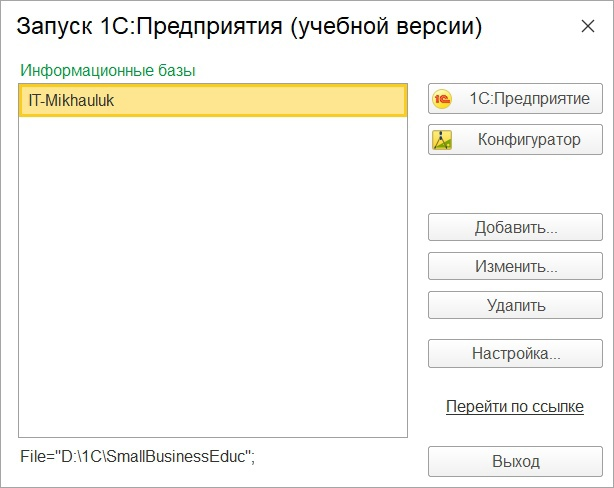 Запуск 1С:Предприятия (учебной версии)
Информационные базы
IT-Mikhauluk
1С:Предприятие
Конфигуратор
Добавить...
Изменить...
Удалить
Настройка...
Перейти по ссылке
File="D:\1C\SmallBusinessEduc";
Выход